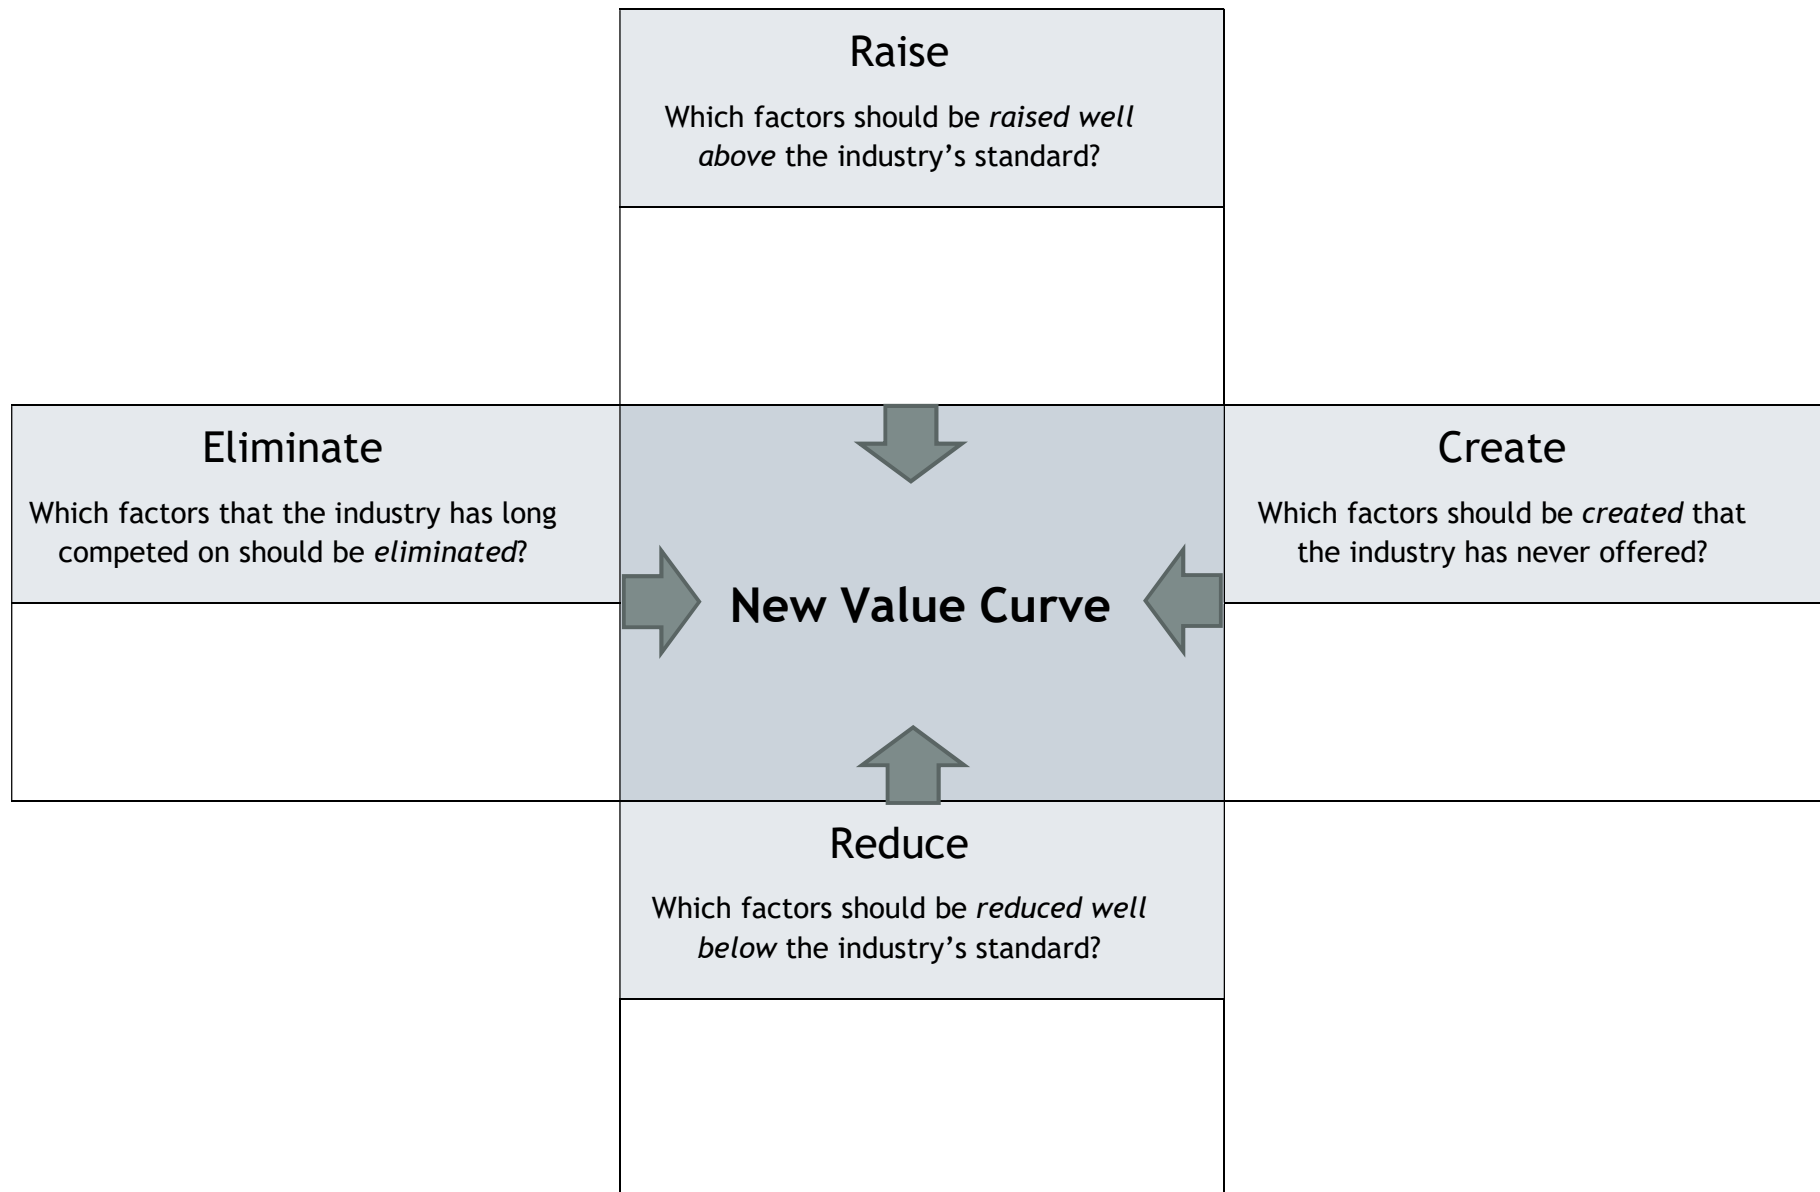 Raise
Which factors should be raised well
above the industry’s standard?
Eliminate
Which factors that the industry has long
competed on should be eliminated?
New Value Curve
Create
Which factors should be created that
the industry has never offered?
Reduce
Which factors should be reduced well
below the industry’s standard?